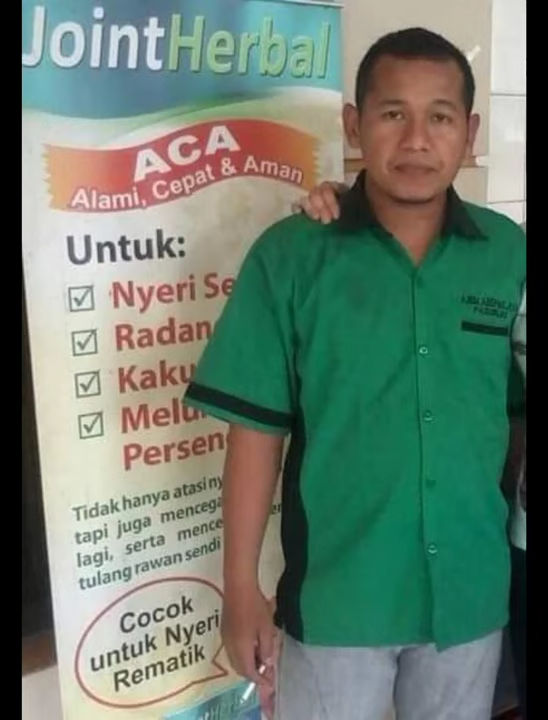 JointHerbal
ACA
Alami, Cepat & Aman
Untuk:
Nyeri Se
Radan
Kaku
Melu
Persen
Tidak hanya atasi ny
tapi juga mencega
lagi, serta mence
tulang rawan sendi
Cocok
untuk Nyeri
Rematik